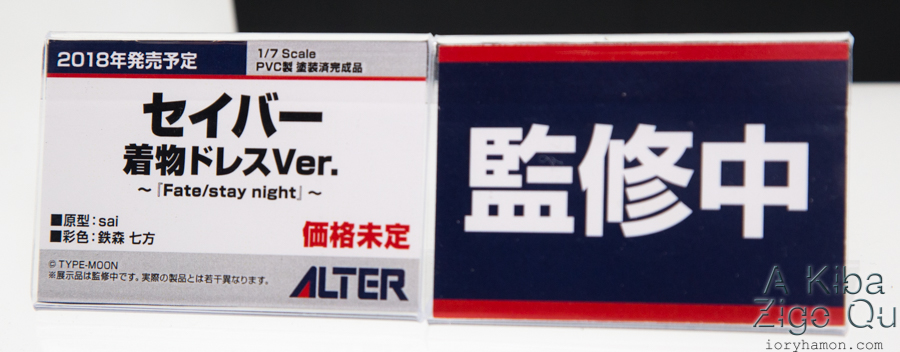 2018年発売予定
1/7 Scale
PVC製 塗装済完成品
セイバー
着物ドレスVer.
～『Fate/stay night』～
■原型：sai
■彩色：鉄森 七方
価格未定
© TYPE-MOON
※展示品は監修中です。実際の製品とは若干異なります。
ALTER
監修中
A Kiba
Zigo Qu
ioryhamon.com